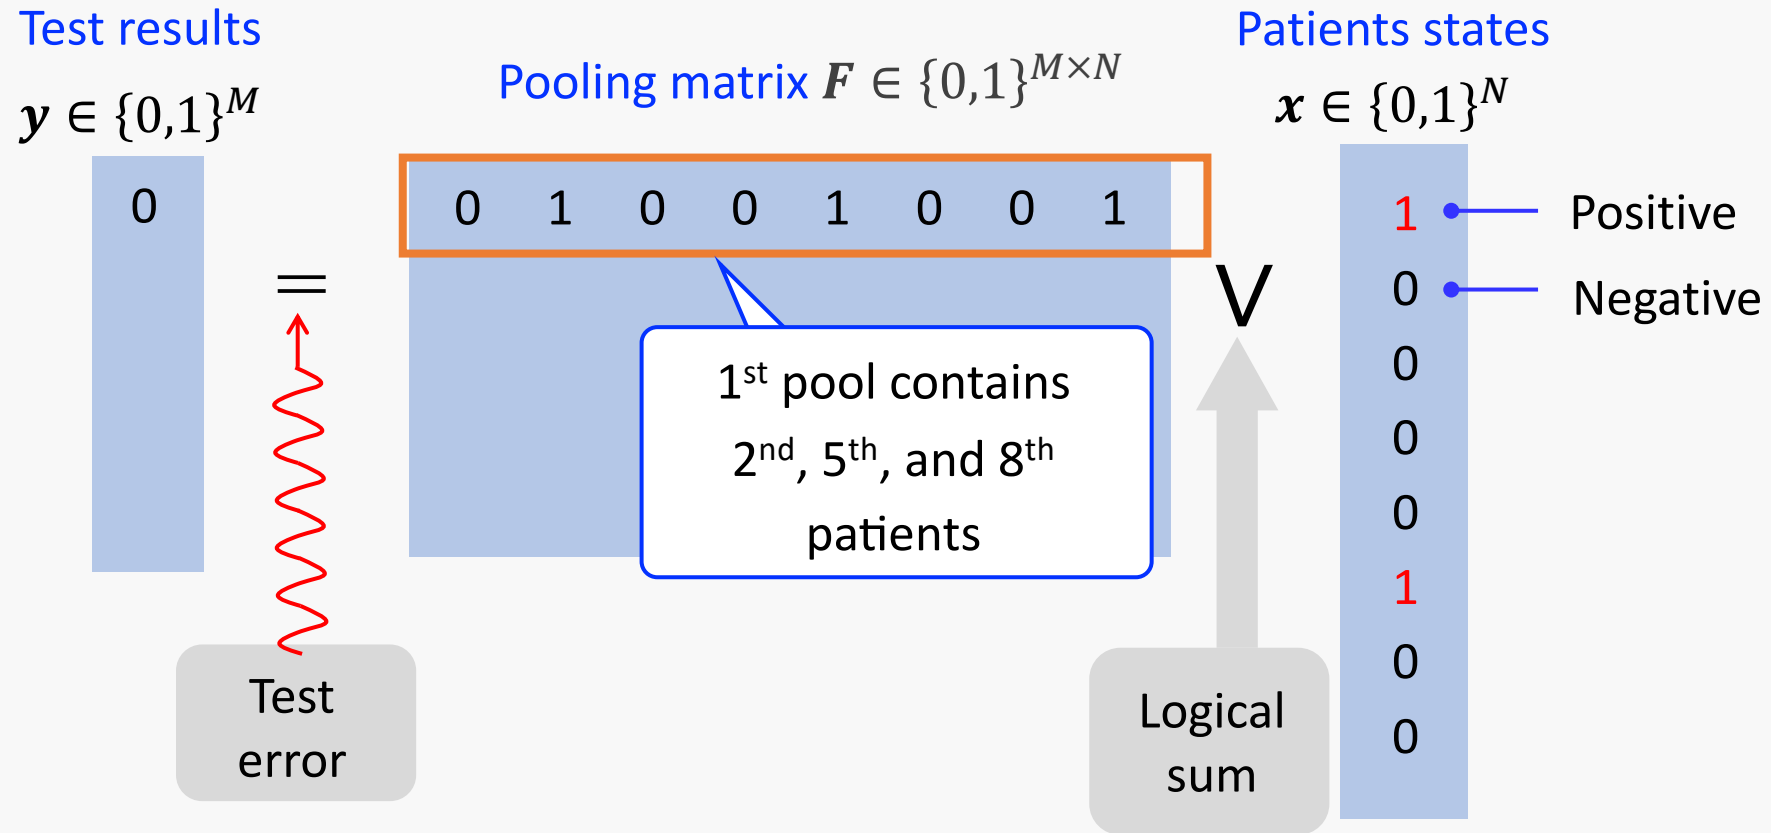 Test results
y ∈ {0,1}^M
Pooling matrix F ∈ {0,1}^{M×N}
Patients states
x ∈ {0,1}^N
0
=
0 1 0 0 1 0 0 1
1st pool contains
2nd, 5th, and 8th
patients
∨
1
0
0
0
0
1
0
0
Positive
Negative
Test
error
Logical
sum